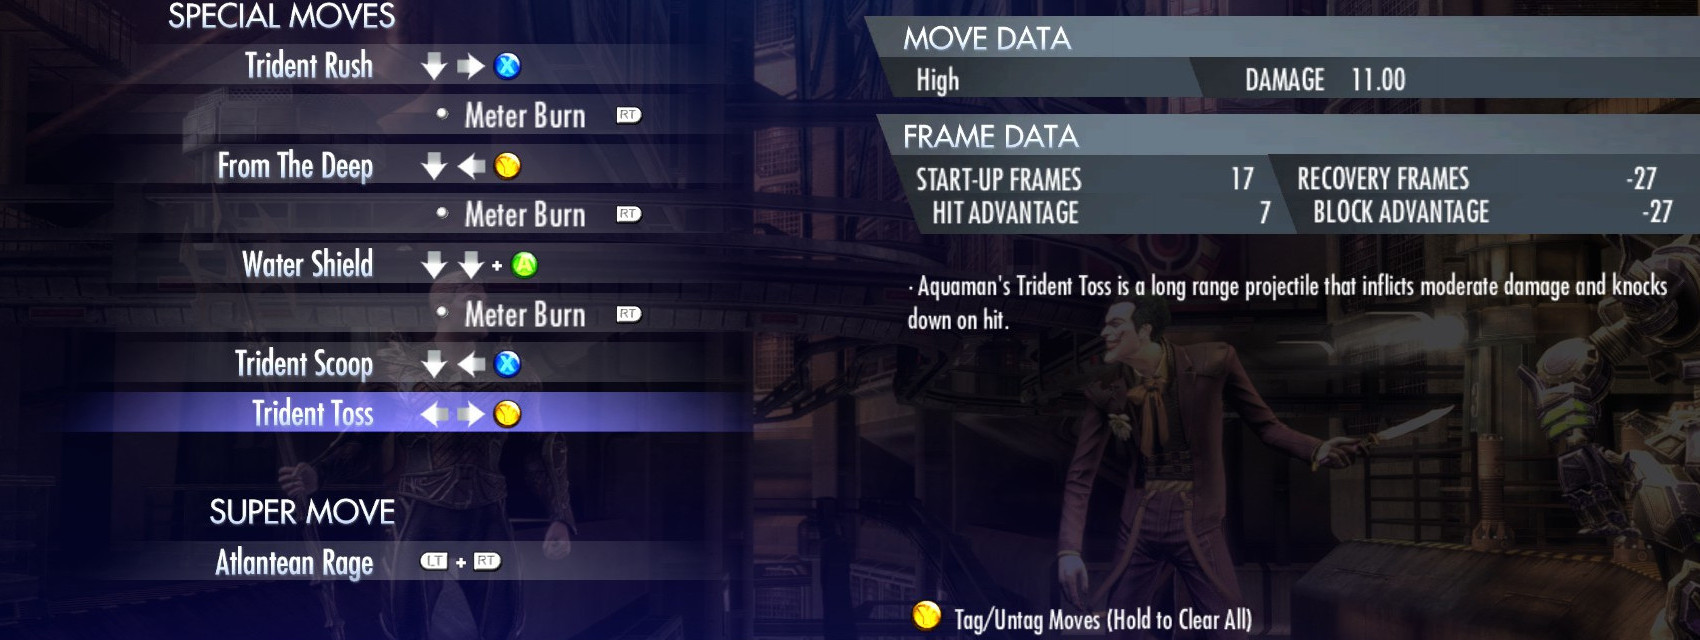 SPECIAL MOVES
Trident Rush X
Meter Burn RT
From The Deep Y
Meter Burn RT
Water Shield + A
Meter Burn RT
Trident Scoop X
Trident Toss Y
SUPER MOVE
Atlantean Rage LT + RT
MOVE DATA
High DAMAGE 11.00
FRAME DATA
START-UP FRAMES 17 RECOVERY FRAMES -27
HIT ADVANTAGE 7 BLOCK ADVANTAGE -27
· Aquaman's Trident Toss is a long range projectile that inflicts moderate damage and knocks
down on hit.
Y Tag/Untag Moves (Hold to Clear All)